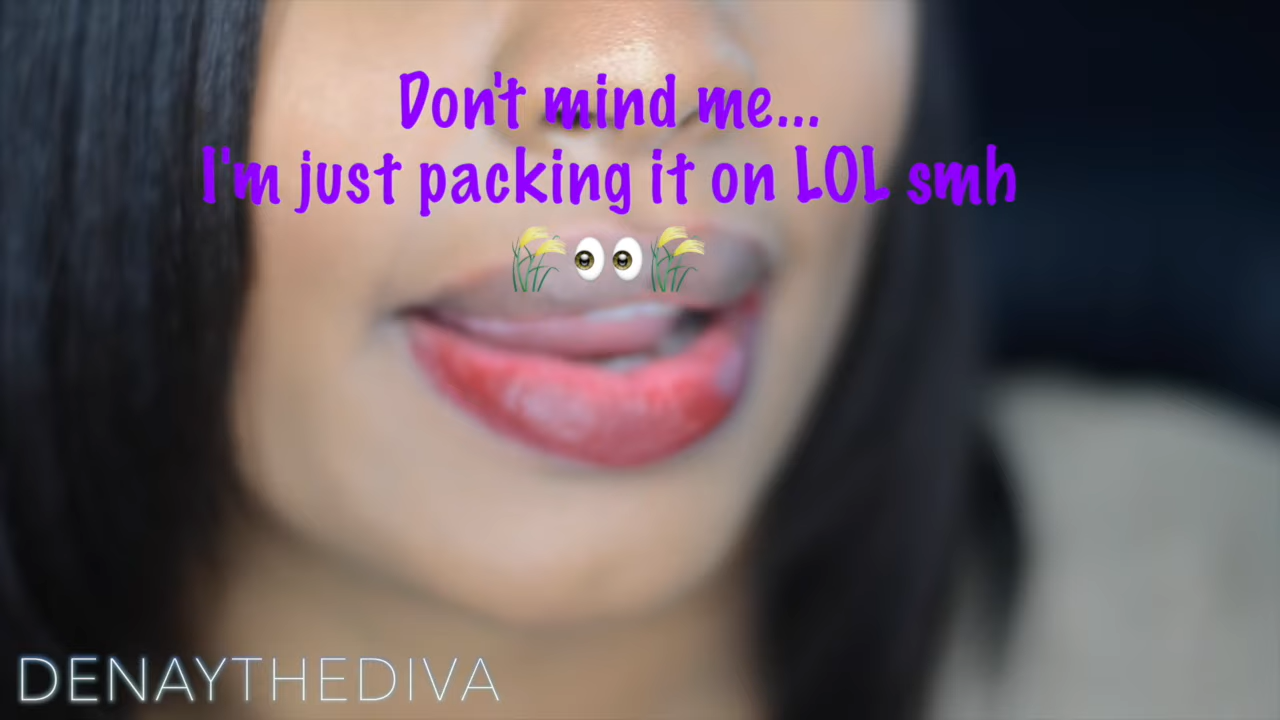 Don't mind me...
I'm just packing it on LOL smh
🌾👀🌾
DENAYTHEDIVA